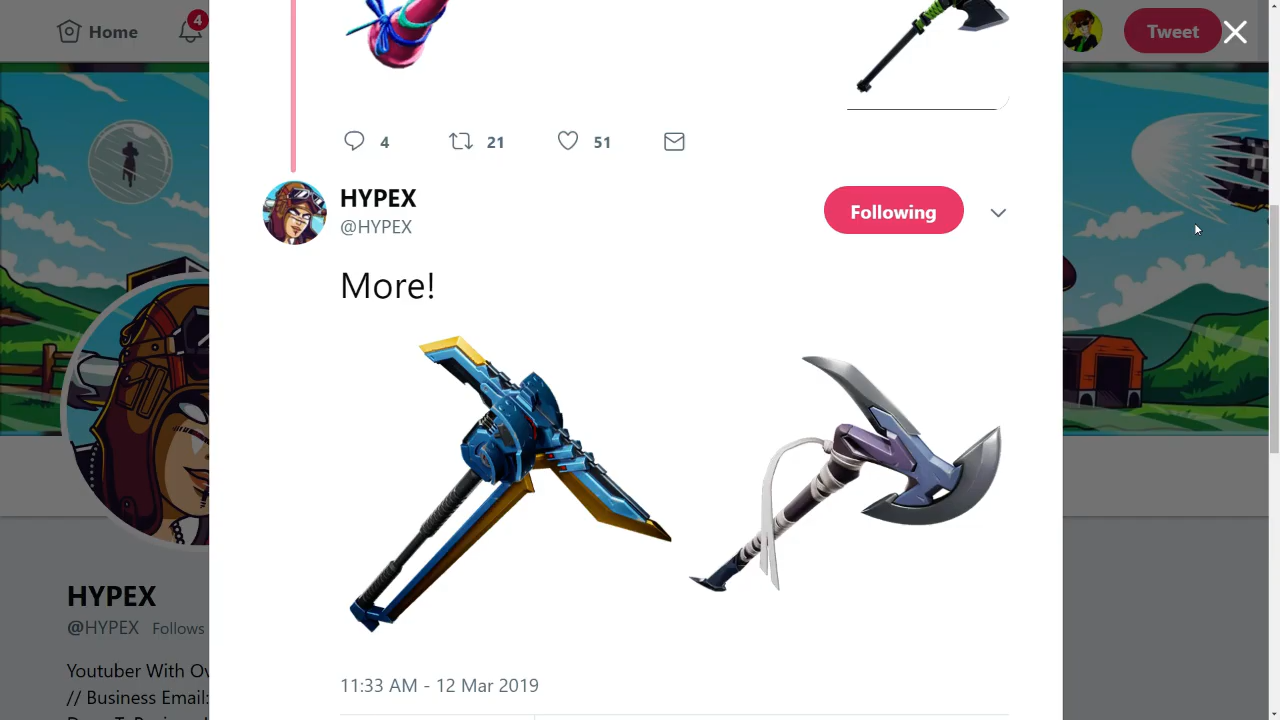 Home
4
Tweet
4
21
51
HYPEX
@HYPEX
Following
More!
11:33 AM - 12 Mar 2019
HYPEX
@HYPEX Follows
Youtuber With
// Business Email: